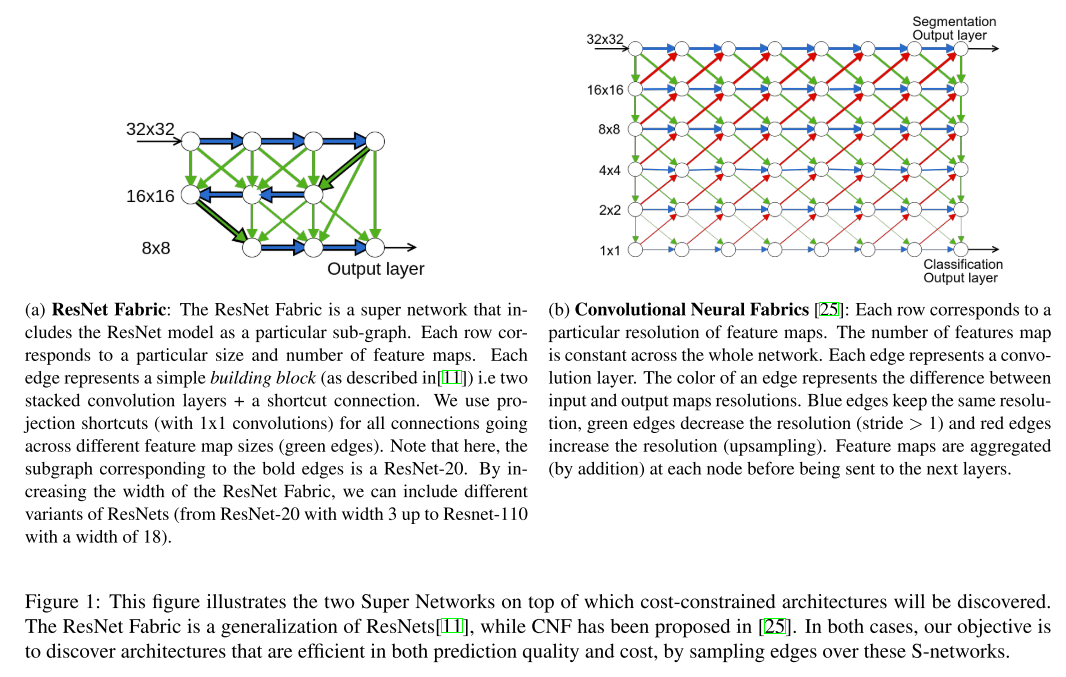 32x32
16x16
8x8
Output layer
(a) ResNet Fabric: The ResNet Fabric is a super network that in-
cludes the ResNet model as a particular sub-graph. Each row cor-
responds to a particular size and number of feature maps. Each
edge represents a simple building block (as described in[11]) i.e two
stacked convolution layers + a shortcut connection. We use pro-
jection shortcuts (with 1x1 convolutions) for all connections going
across different feature map sizes (green edges). Note that here, the
subgraph corresponding to the bold edges is a ResNet-20. By in-
creasing the width of the ResNet Fabric, we can include different
variants of ResNets (from ResNet-20 with width 3 up to Resnet-110
with a width of 18).
Segmentation
Output layer
32x32
16x16
8x8
4x4
2x2
1x1
Classification
Output layer
(b) Convolutional Neural Fabrics [25]: Each row corresponds to a
particular resolution of feature maps. The number of features map
is constant across the whole network. Each edge represents a convo-
lution layer. The color of an edge represents the difference between
input and output maps resolutions. Blue edges keep the same resolu-
tion, green edges decrease the resolution (stride > 1) and red edges
increase the resolution (upsampling). Feature maps are aggregated
(by addition) at each node before being sent to the next layers.
Figure 1: This figure illustrates the two Super Networks on top of which cost-constrained architectures will be discovered.
The ResNet Fabric is a generalization of ResNets[11], while CNF has been proposed in [25]. In both cases, our objective is
to discover architectures that are efficient in both prediction quality and cost, by sampling edges over these S-networks.